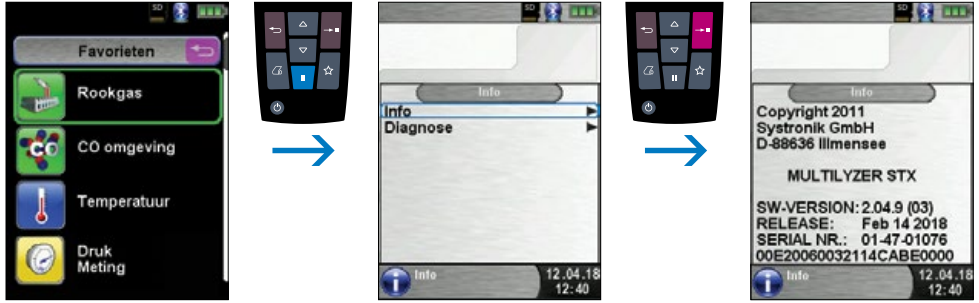 SD
Favorieten
Rookgas
CO
CO omgeving
Temperatuur
Druk
Meting
SD
Info
Info
Diagnose
Info
12.04.18
12:40
SD
Info
Copyright 2011
Systronik GmbH
D-88636 Illmensee
MULTILYZER STX
SW-VERSION: 2.04.9 (03)
RELEASE: Feb 14 2018
SERIAL NR.: 01-47-01076
00E20060032114CABE0000
Info
12.04.18
12:40